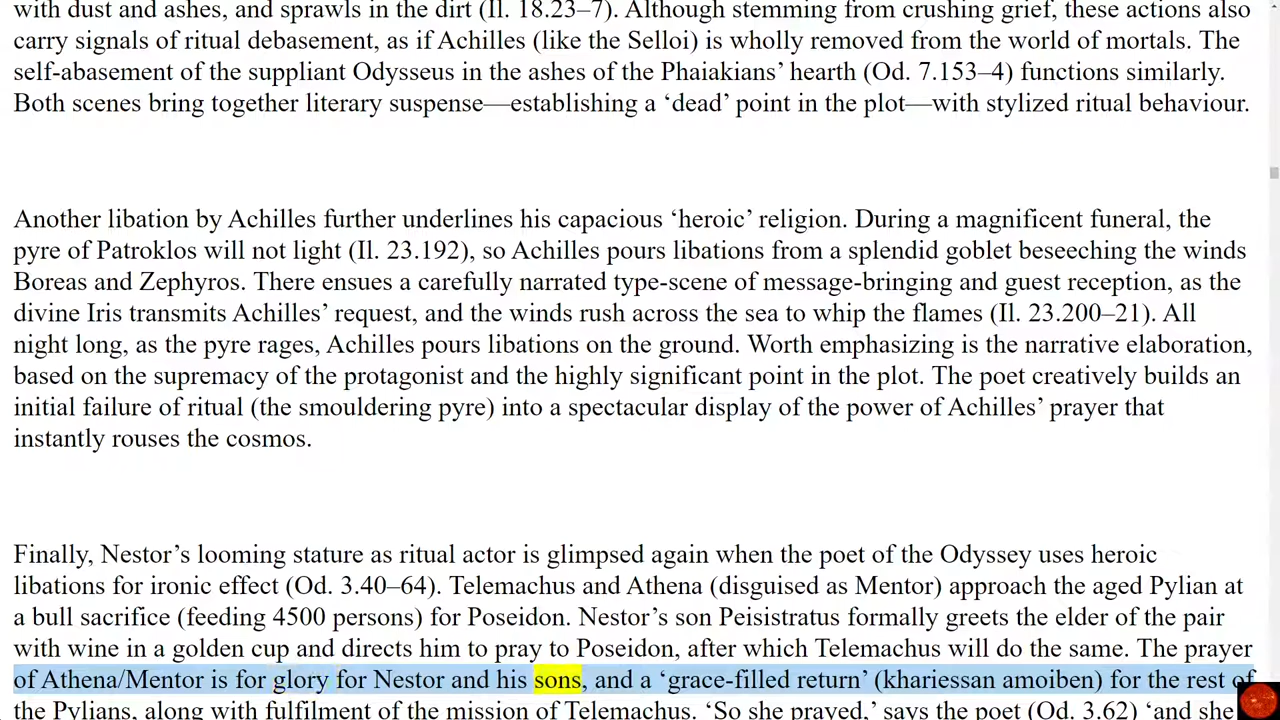 with dust and ashes, and sprawls in the dirt (Il. 18.23–7). Although stemming from crushing grief, these actions also
carry signals of ritual debasement, as if Achilles (like the Selloi) is wholly removed from the world of mortals. The
self-abasement of the suppliant Odysseus in the ashes of the Phaiakians’ hearth (Od. 7.153–4) functions similarly.
Both scenes bring together literary suspense—establishing a ‘dead’ point in the plot—with stylized ritual behaviour.
Another libation by Achilles further underlines his capacious ‘heroic’ religion. During a magnificent funeral, the
pyre of Patroklos will not light (Il. 23.192), so Achilles pours libations from a splendid goblet beseeching the winds
Boreas and Zephyros. There ensues a carefully narrated type-scene of message-bringing and guest reception, as the
divine Iris transmits Achilles’ request, and the winds rush across the sea to whip the flames (Il. 23.200–21). All
night long, as the pyre rages, Achilles pours libations on the ground. Worth emphasizing is the narrative elaboration,
based on the supremacy of the protagonist and the highly significant point in the plot. The poet creatively builds an
initial failure of ritual (the smouldering pyre) into a spectacular display of the power of Achilles’ prayer that
instantly rouses the cosmos.
Finally, Nestor’s looming stature as ritual actor is glimpsed again when the poet of the Odyssey uses heroic
libations for ironic effect (Od. 3.40–64). Telemachus and Athena (disguised as Mentor) approach the aged Pylian at
a bull sacrifice (feeding 4500 persons) for Poseidon. Nestor’s son Peisistratus formally greets the elder of the pair
with wine in a golden cup and directs him to pray to Poseidon, after which Telemachus will do the same. The prayer
of Athena/Mentor is for glory for Nestor and his sons, and a ‘grace-filled return’ (khariessan amoiben) for the rest of
the Pylians, along with fulfilment of the mission of Telemachus. ‘So she prayed,’ says the poet (Od. 3.62) ‘and she